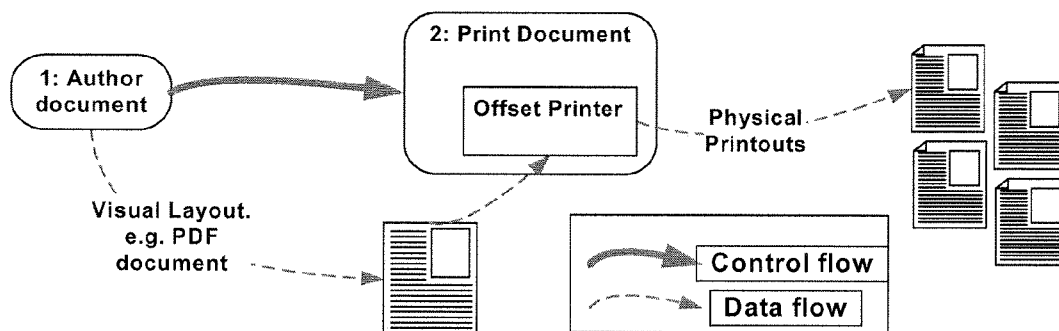 2: Print Document
1: Author
document
Offset Printer
Physical
Printouts
Visual Layout.
e.g. PDF
document
Control flow
Data flow